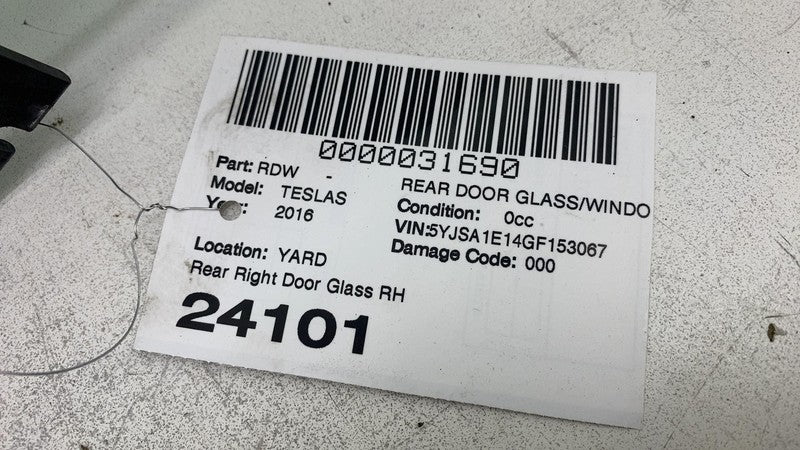 0000031690
Part: RDW - REAR DOOR GLASS/WINDO
Model: TESLAS Condition: 0cc
Year: 2016 VIN:5YJSA1E14GF153067
Location: YARD Damage Code: 000
Rear Right Door Glass RH
24101